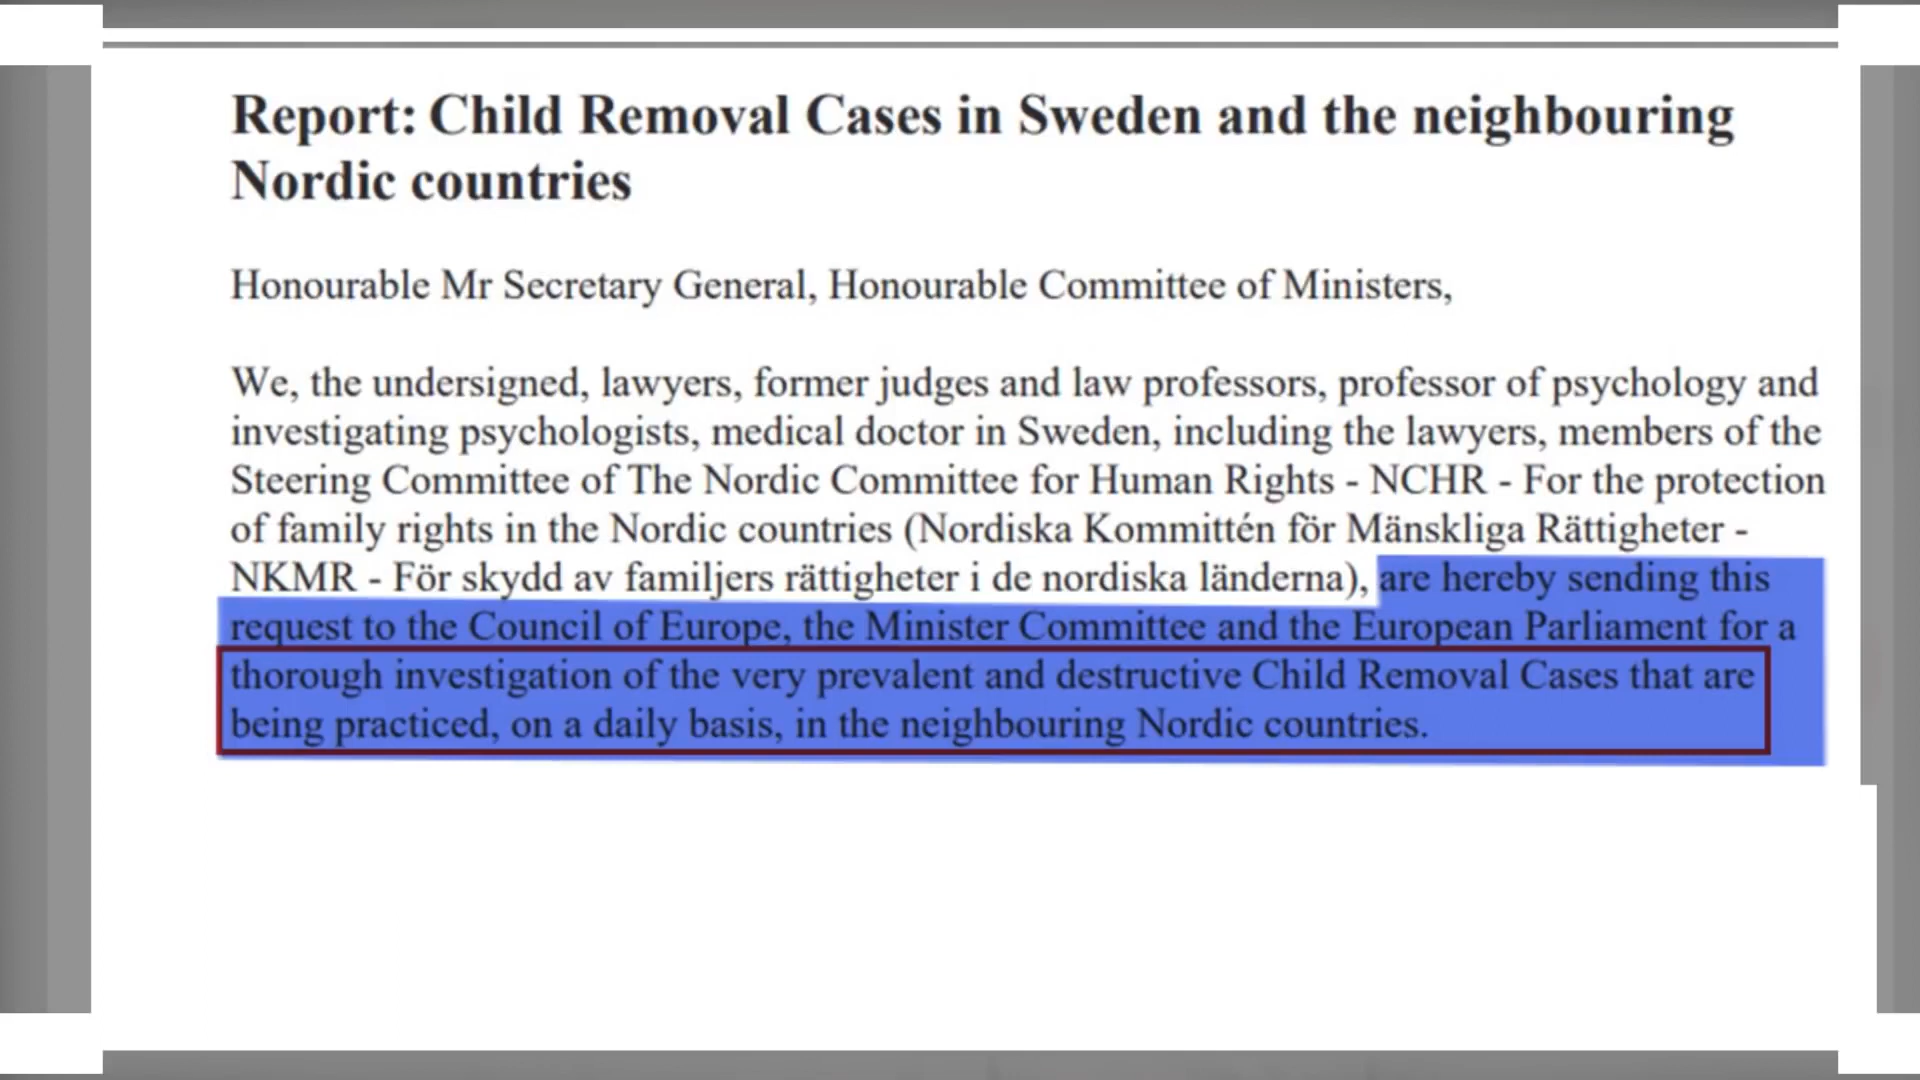 Report: Child Removal Cases in Sweden and the neighbouring
Nordic countries
Honourable Mr Secretary General, Honourable Committee of Ministers,
We, the undersigned, lawyers, former judges and law professors, professor of psychology and
investigating psychologists, medical doctor in Sweden, including the lawyers, members of the
Steering Committee of The Nordic Committee for Human Rights - NCHR - For the protection
of family rights in the Nordic countries (Nordiska Kommittén för Mänskliga Rättigheter -
NKMR - För skydd av familjers rättigheter i de nordiska länderna), are hereby sending this
request to the Council of Europe, the Minister Committee and the European Parliament for a
thorough investigation of the very prevalent and destructive Child Removal Cases that are
being practiced, on a daily basis, in the neighbouring Nordic countries.